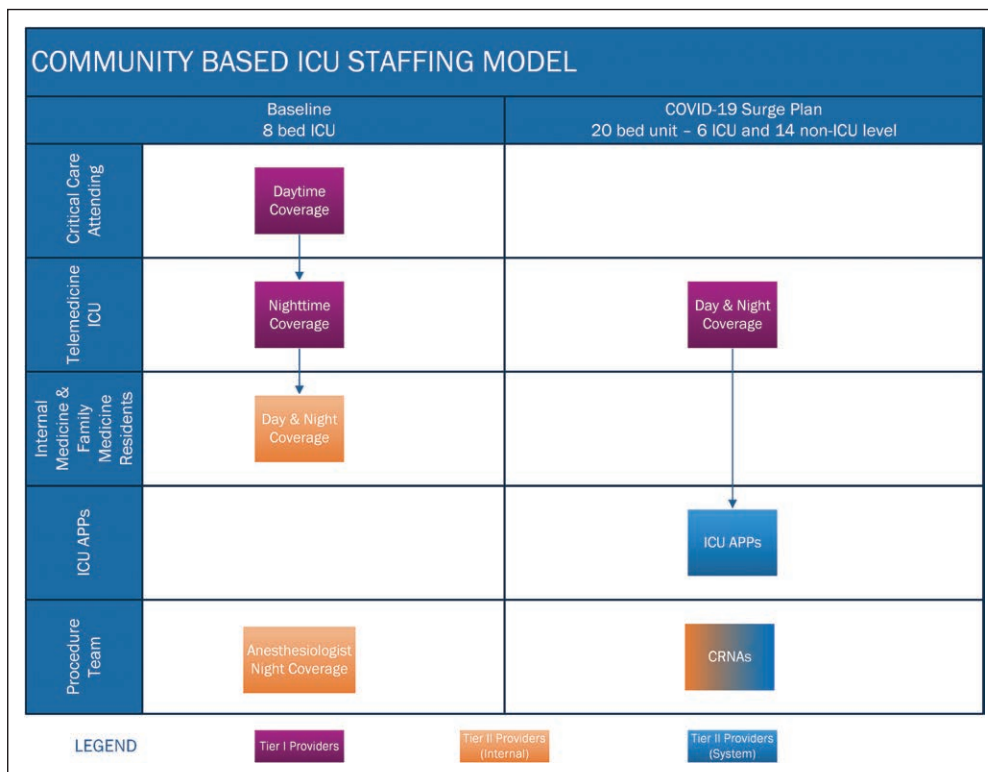 COMMUNITY BASED ICU STAFFING MODEL
Baseline
8 bed ICU
COVID-19 Surge Plan
20 bed unit – 6 ICU and 14 non-ICU level
Critical Care
Attending
Daytime
Coverage
Telemedicine
ICU
Nighttime
Coverage
Day & Night
Coverage
Internal
Medicine &
Family
Medicine
Residents
Day & Night
Coverage
ICU APPs
ICU APPs
Procedure
Team
Anesthesiologist
Night Coverage
CRNAs
LEGEND
Tier I Providers
Tier II Providers
(Internal)
Tier II Providers
(System)